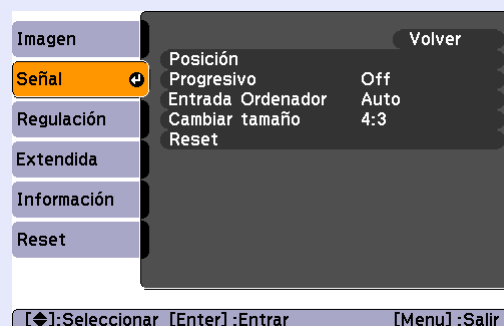 Imagen
Señal
Regulación
Extendida
Información
Reset
Volver
Posición
Progresivo Off
Entrada Ordenador Auto
Cambiar tamaño 4:3
Reset
[◆]:Seleccionar [Enter] :Entrar [Menu] :Salir